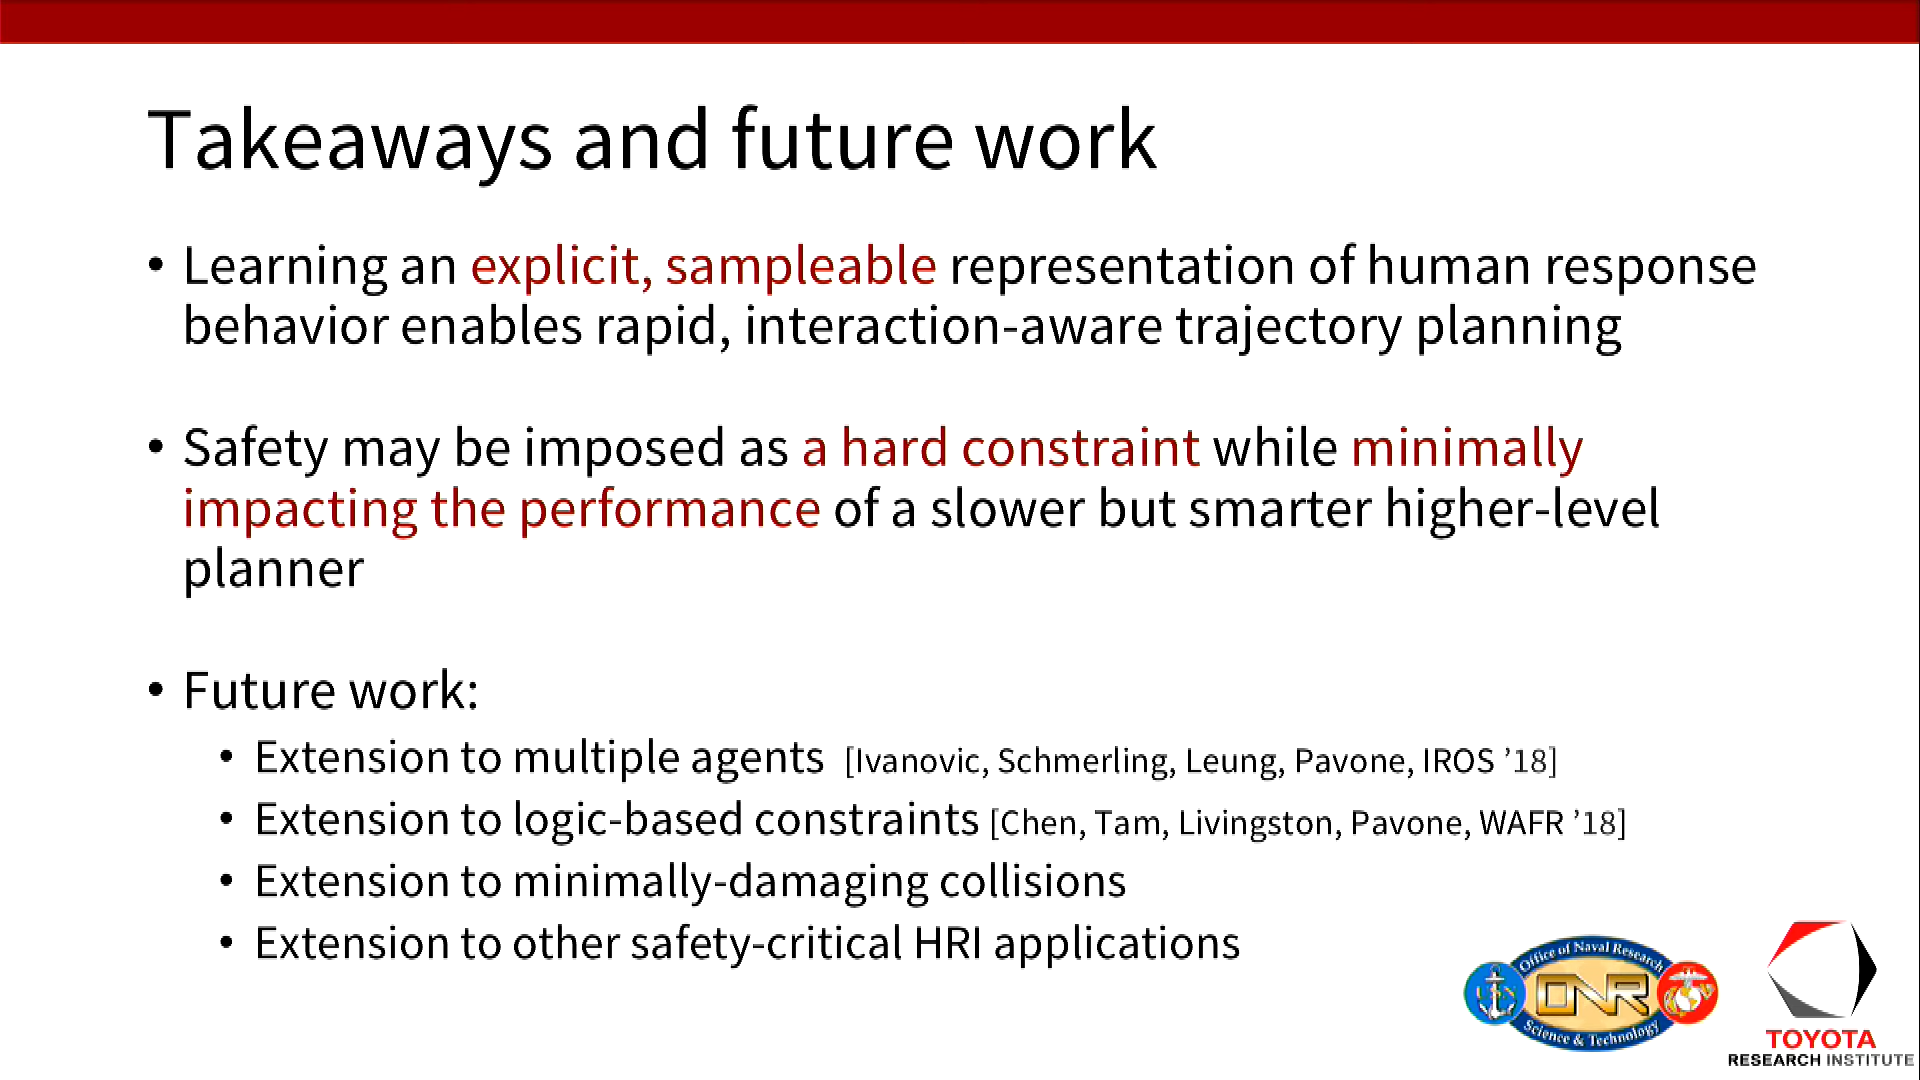 Takeaways and future work
• Learning an explicit, sampleable representation of human response
behavior enables rapid, interaction-aware trajectory planning
• Safety may be imposed as a hard constraint while minimally
impacting the performance of a slower but smarter higher-level
planner
• Future work:
• Extension to multiple agents [Ivanovic, Schmerling, Leung, Pavone, IROS ’18]
• Extension to logic-based constraints [Chen, Tam, Livingston, Pavone, WAFR ’18]
• Extension to minimally-damaging collisions
• Extension to other safety-critical HRI applications
Office of Naval Research
ONR
Science & Technology
TOYOTA
RESEARCH INSTITUTE